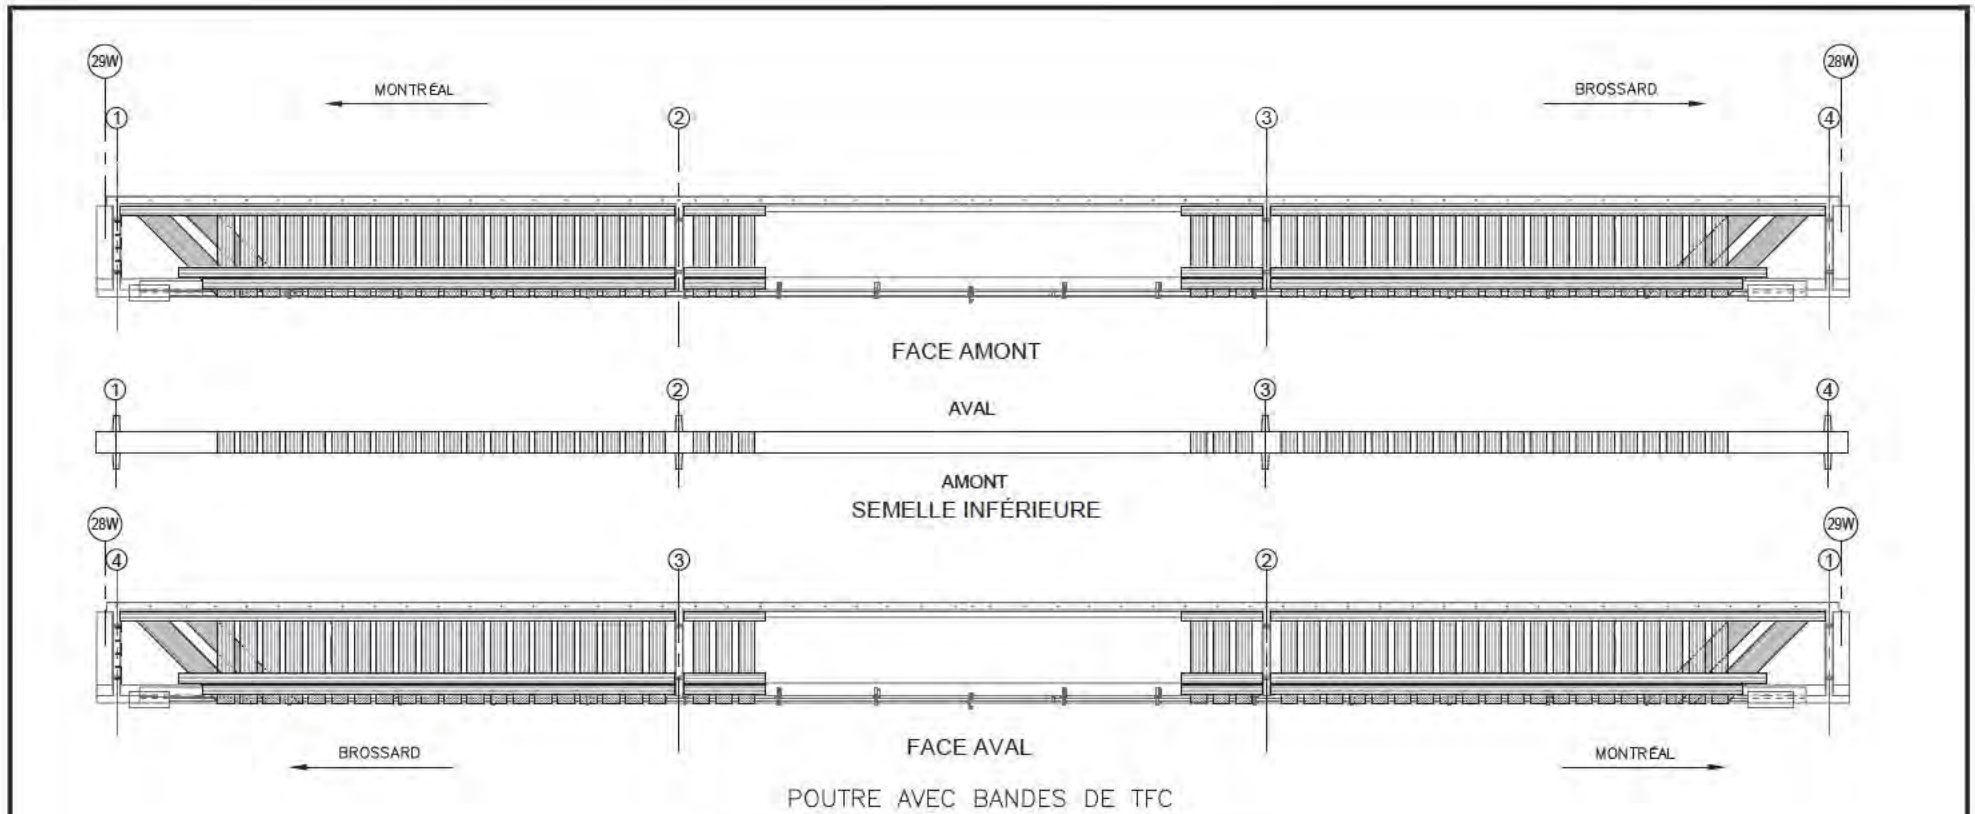 29W
28W
MONTRÉAL
BROSSARD
1
2
3
4
FACE AMONT
1
2
3
4
AVAL
AMONT
SEMELLE INFÉRIEURE
28W
29W
4
3
2
1
FACE AVAL
BROSSARD
MONTRÉAL
POUTRE AVEC BANDES DE TFC